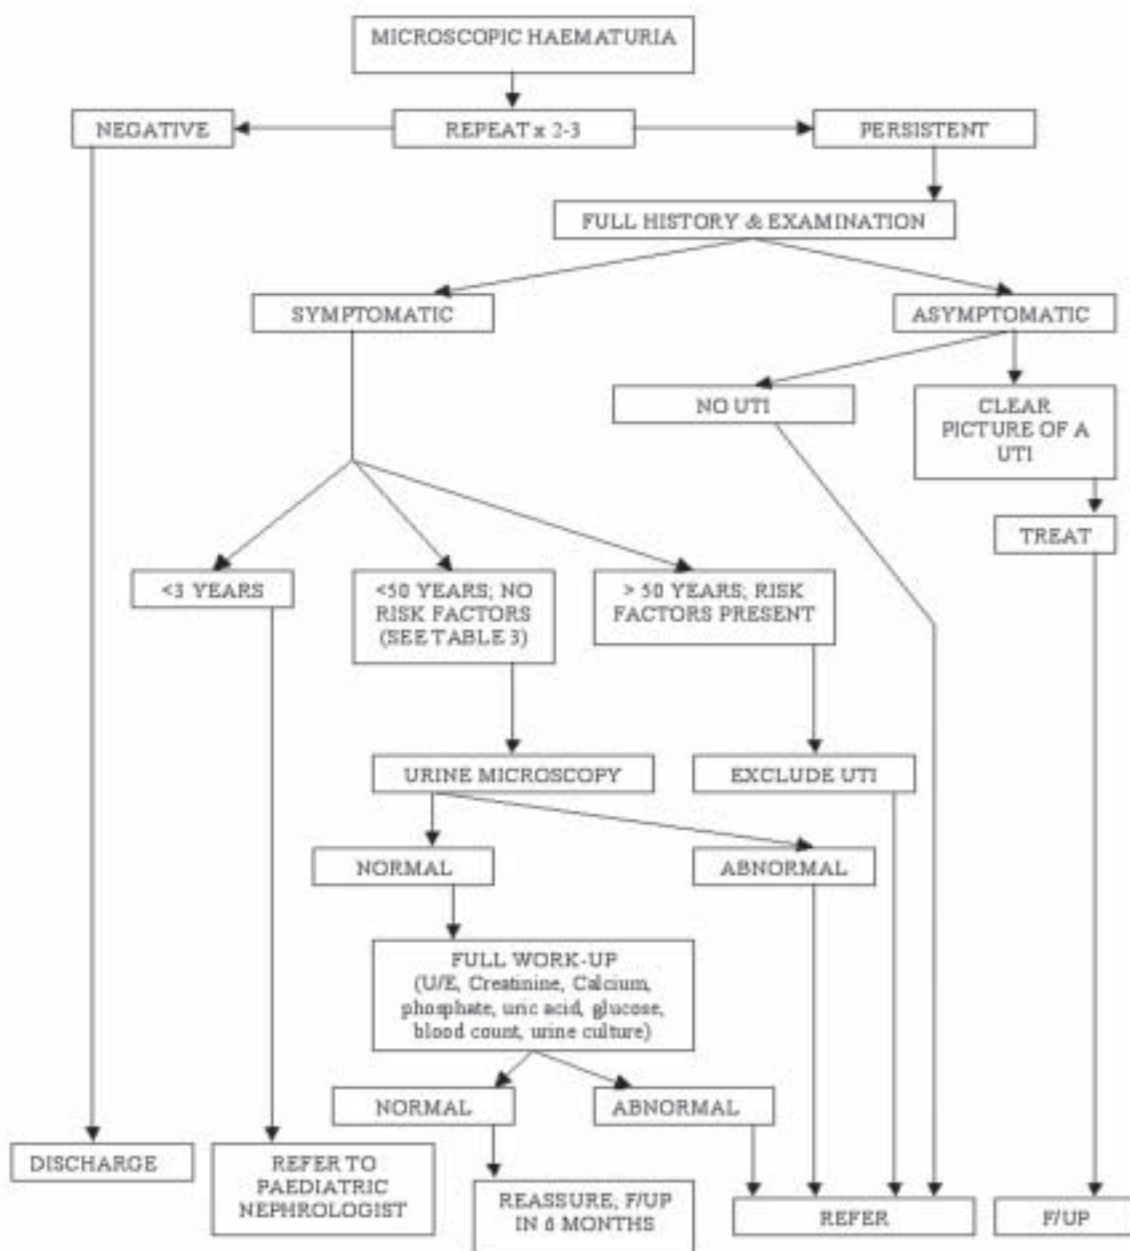 MICROSCOPIC HAEMATURIA
NEGATIVE
REPEAT x 2-3
PERSISTENT
FULL HISTORY & EXAMINATION
SYMPTOMATIC
ASYMPTOMATIC
NO UTI
CLEAR
PICTURE OF A
UTI
TREAT
<3 YEARS
<50 YEARS; NO
RISK FACTORS
(SEE TABLE 3)
> 50 YEARS; RISK
FACTORS PRESENT
URINE MICROSCOPY
EXCLUDE UTI
NORMAL
ABNORMAL
FULL WORK-UP
(U/E, Creatinine, Calcium,
phosphate, uric acid, glucose,
blood count, urine culture)
NORMAL
ABNORMAL
DISCHARGE
REFER TO
PAEDIATRIC
NEPHROLOGIST
REASSURE, F/UP
IN 6 MONTHS
REFER
F/UP